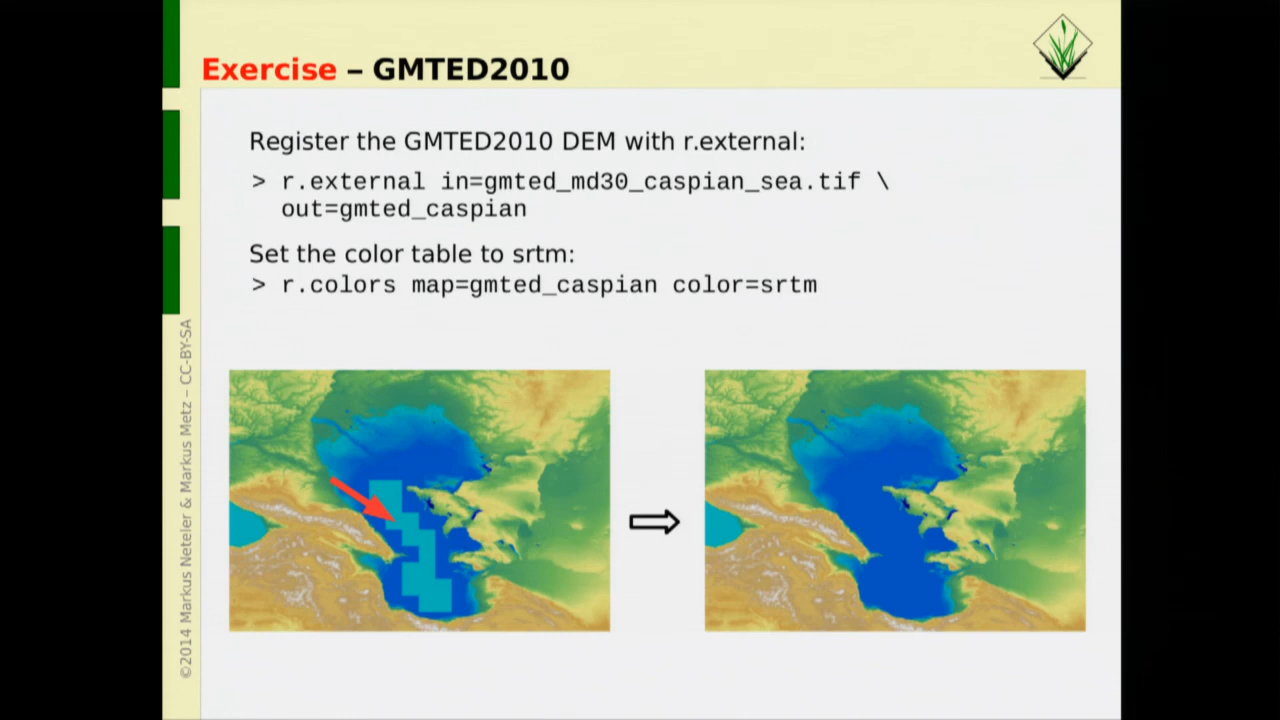 Exercise – GMTED2010
Register the GMTED2010 DEM with r.external:
> r.external in=gmted_md30_caspian_sea.tif \
out=gmted_caspian
Set the color table to srtm:
> r.colors map=gmted_caspian color=srtm
©2014 Markus Neteler & Markus Metz – CC-BY-SA